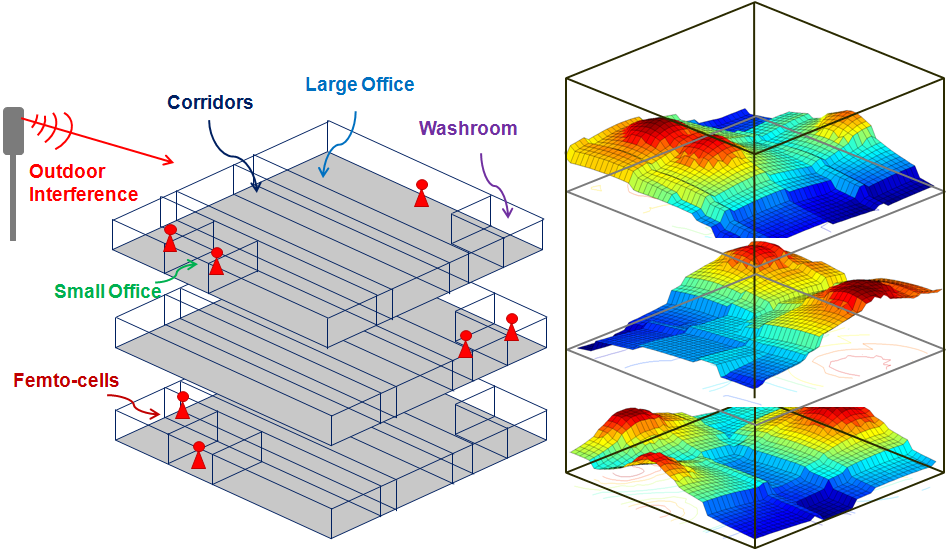 Large Office
Corridors
Washroom
Outdoor
Interference
Small Office
Femto-cells